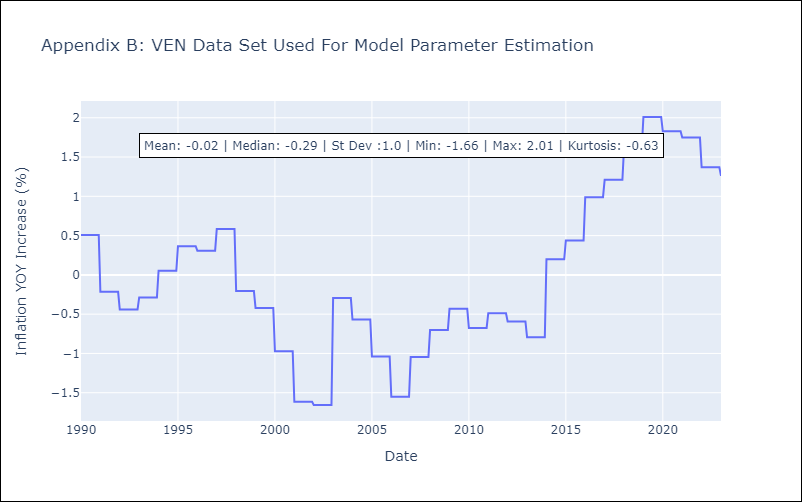 Appendix B: VEN Data Set Used For Model Parameter Estimation
2
Mean: -0.02 | Median: -0.29 | St Dev :1.0 | Min: -1.66 | Max: 2.01 | Kurtosis: -0.63
1.5
1
0.5
0
−0.5
−1
−1.5
Inflation YOY Increase (%)
1990 1995 2000 2005 2010 2015 2020
Date